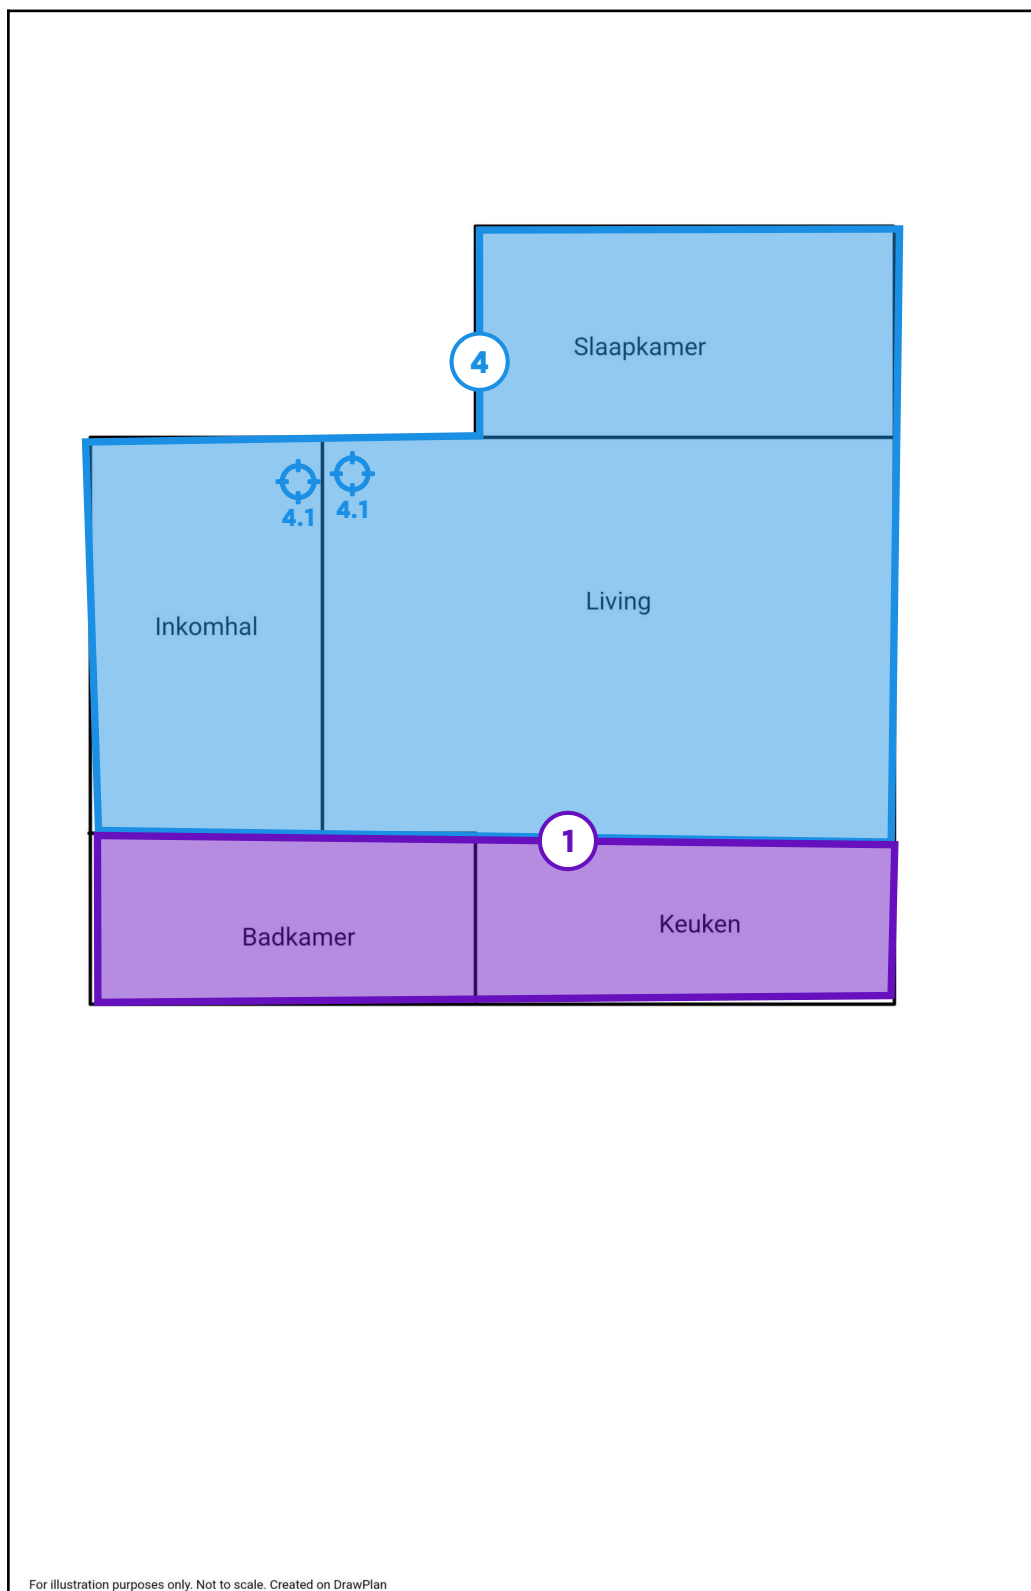 Slaapkamer
4
4.1
4.1
Living
Inkomhal
1
Keuken
Badkamer
For illustration purposes only. Not to scale. Created on DrawPlan